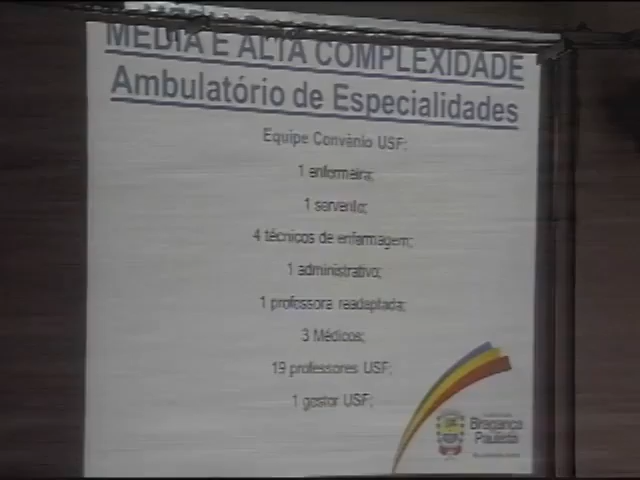 MÉDIA E ALTA COMPLEXIDADE
Ambulatório de Especialidades
Equipe Convênio USF:
1 enfermeira;
1 servente;
4 técnicos de enfermagem;
1 administrativo;
1 professora readaptada;
3 Médicos;
19 professores USF;
1 gestor USF;
Bragança
Paulista